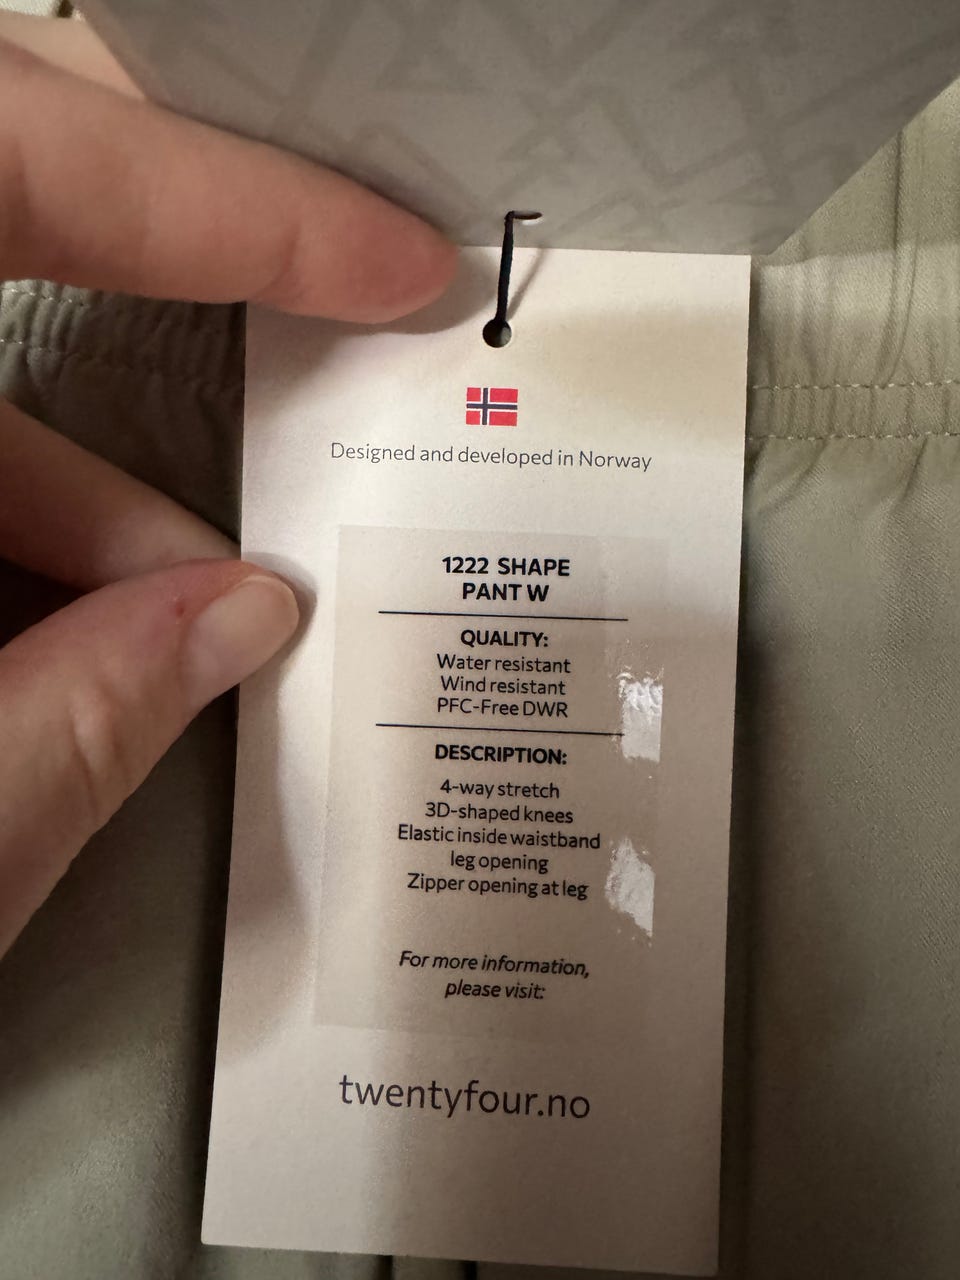 Designed and developed in Norway
1222 SHAPE
PANT W
QUALITY:
Water resistant
Wind resistant
PFC-Free DWR
DESCRIPTION:
4-way stretch
3D-shaped knees
Elastic inside waistband
leg opening
Zipper opening at leg
For more information,
please visit:
twentyfour.no